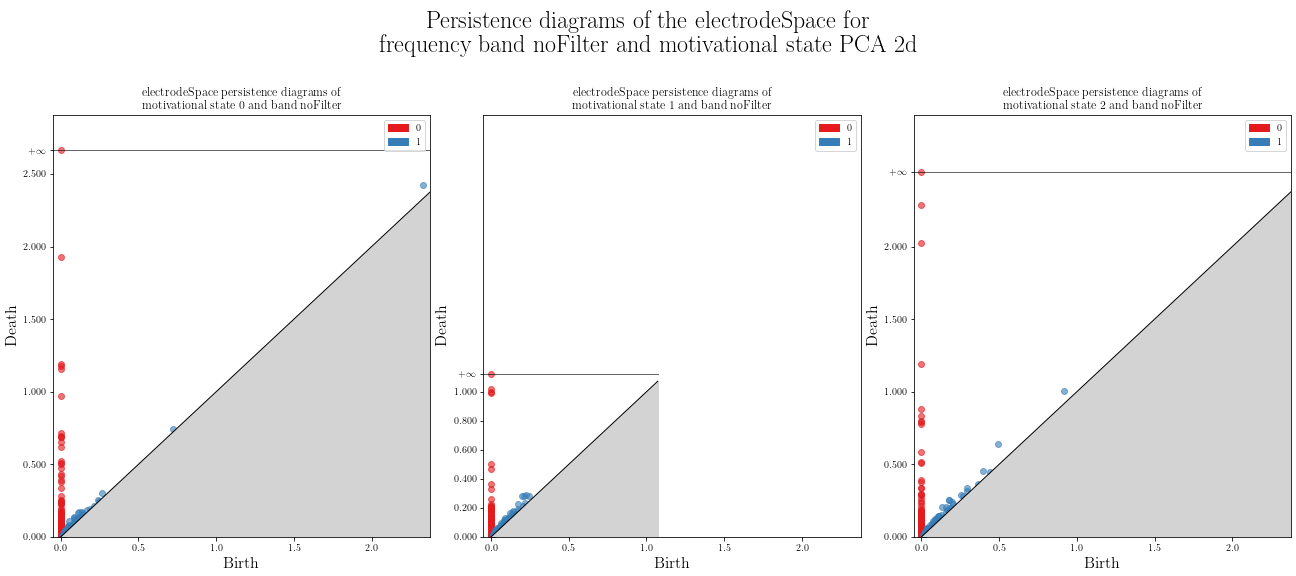 Persistence diagrams of the electrodeSpace for
frequency band noFilter and motivational state PCA 2d
electrodeSpace persistence diagrams of
motivational state 0 and band noFilter
0
1
+∞
2.500
2.000
1.500
1.000
0.500
0.000
Death
0.0
0.5
1.0
1.5
2.0
Birth
electrodeSpace persistence diagrams of
motivational state 1 and band noFilter
0
1
+∞
1.000
0.800
0.600
0.400
0.200
0.000
Death
0.0
0.5
1.0
1.5
2.0
Birth
electrodeSpace persistence diagrams of
motivational state 2 and band noFilter
0
1
+∞
2.000
1.500
1.000
0.500
0.000
Death
0.0
0.5
1.0
1.5
2.0
Birth